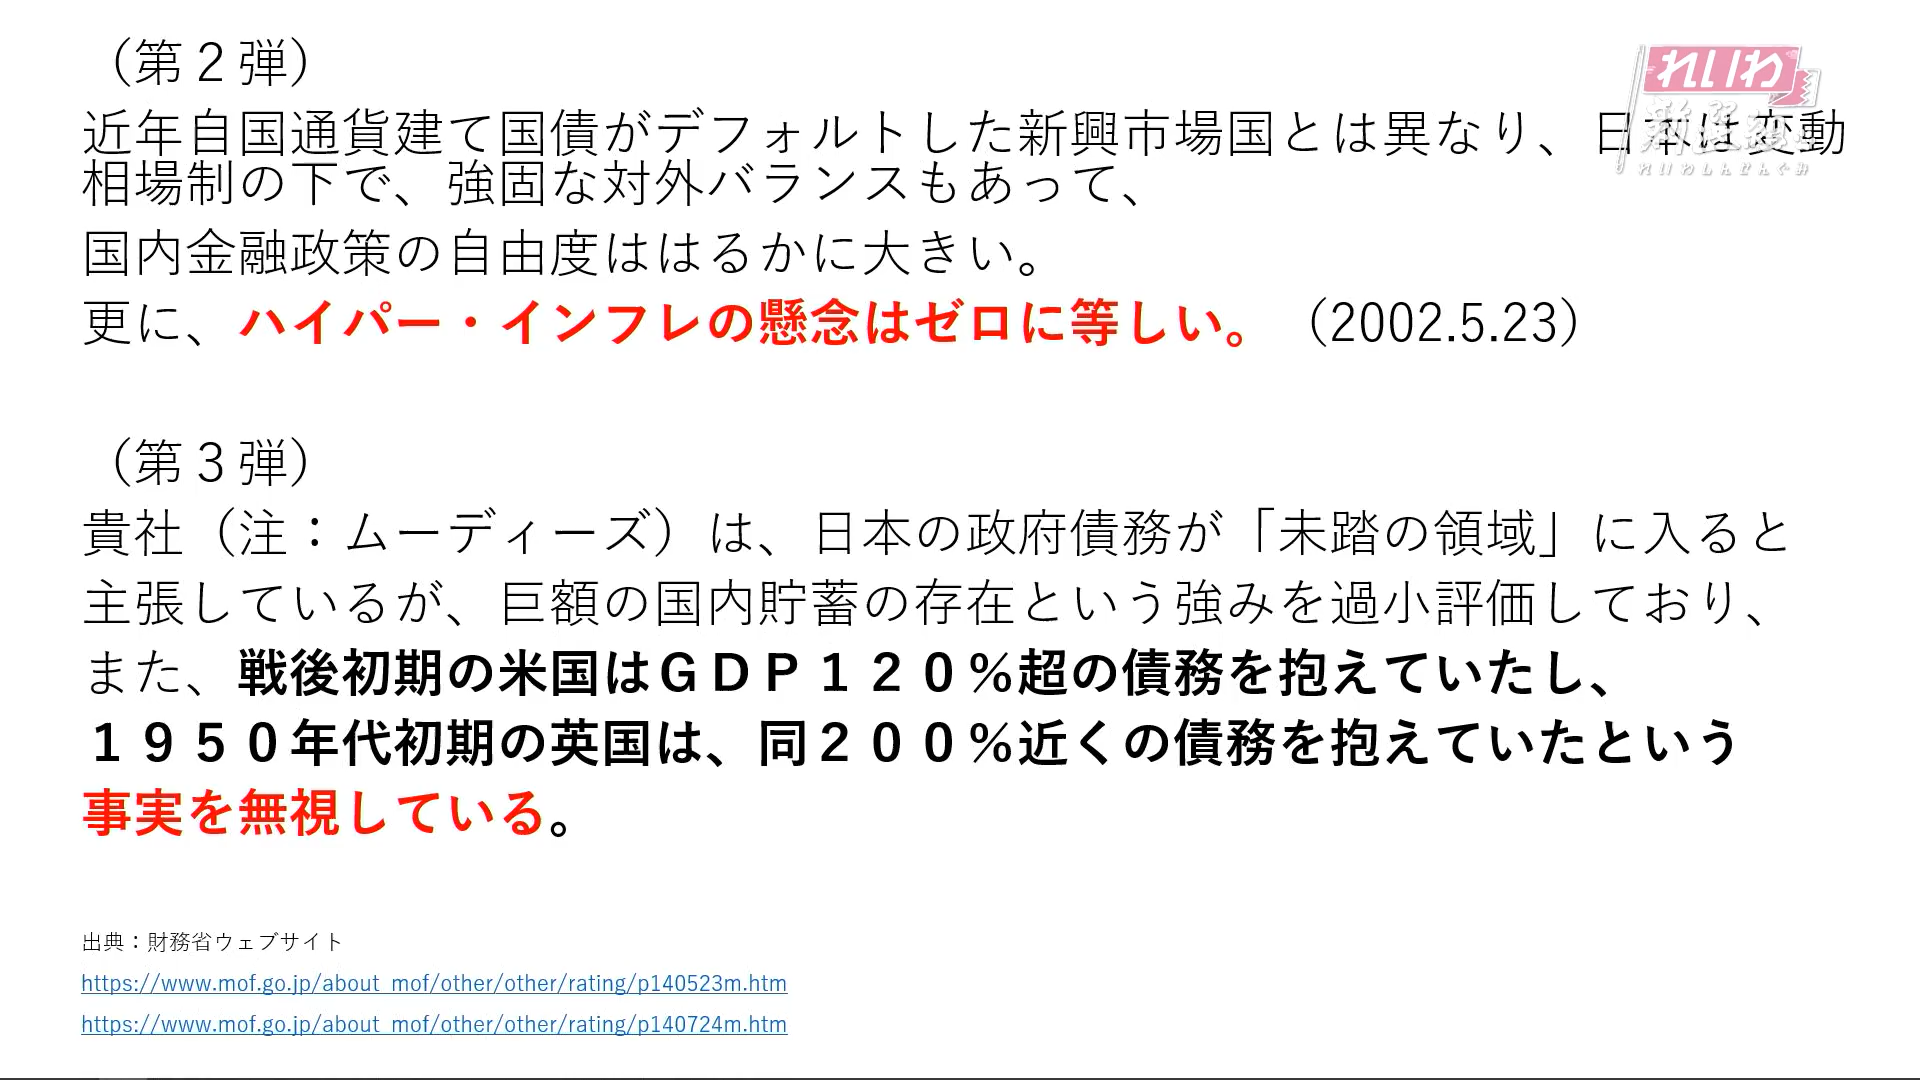 （第２弾）
れいわ
新選組
れいわしんせんぐみ
近年自国通貨建て国債がデフォルトした新興市場国とは異なり、日本は変動
相場制の下で、強固な対外バランスもあって、
国内金融政策の自由度ははるかに大きい。
更に、ハイパー・インフレの懸念はゼロに等しい。（2002.5.23）
（第３弾）
貴社（注：ムーディーズ）は、日本の政府債務が「未踏の領域」に入ると
主張しているが、巨額の国内貯蓄の存在という強みを過小評価しており、
また、戦後初期の米国はＧＤＰ１２０％超の債務を抱えていたし、
１９５０年代初期の英国は、同２００％近くの債務を抱えていたという
事実を無視している。
出典：財務省ウェブサイト
https://www.mof.go.jp/about_mof/other/other/rating/p140523m.htm
https://www.mof.go.jp/about_mof/other/other/rating/p140724m.htm